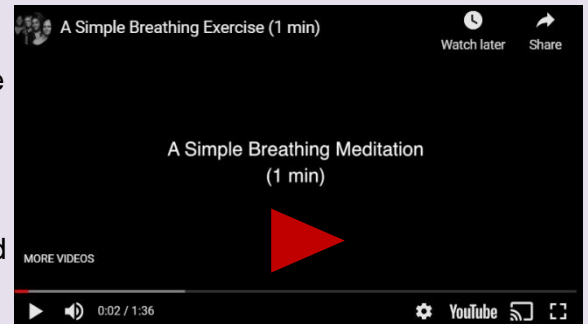 A Simple Breathing Exercise (1 min)
Watch later
Share
e
A Simple Breathing Meditation
(1 min)
d
MORE VIDEOS
0:02 / 1:36
YouTube